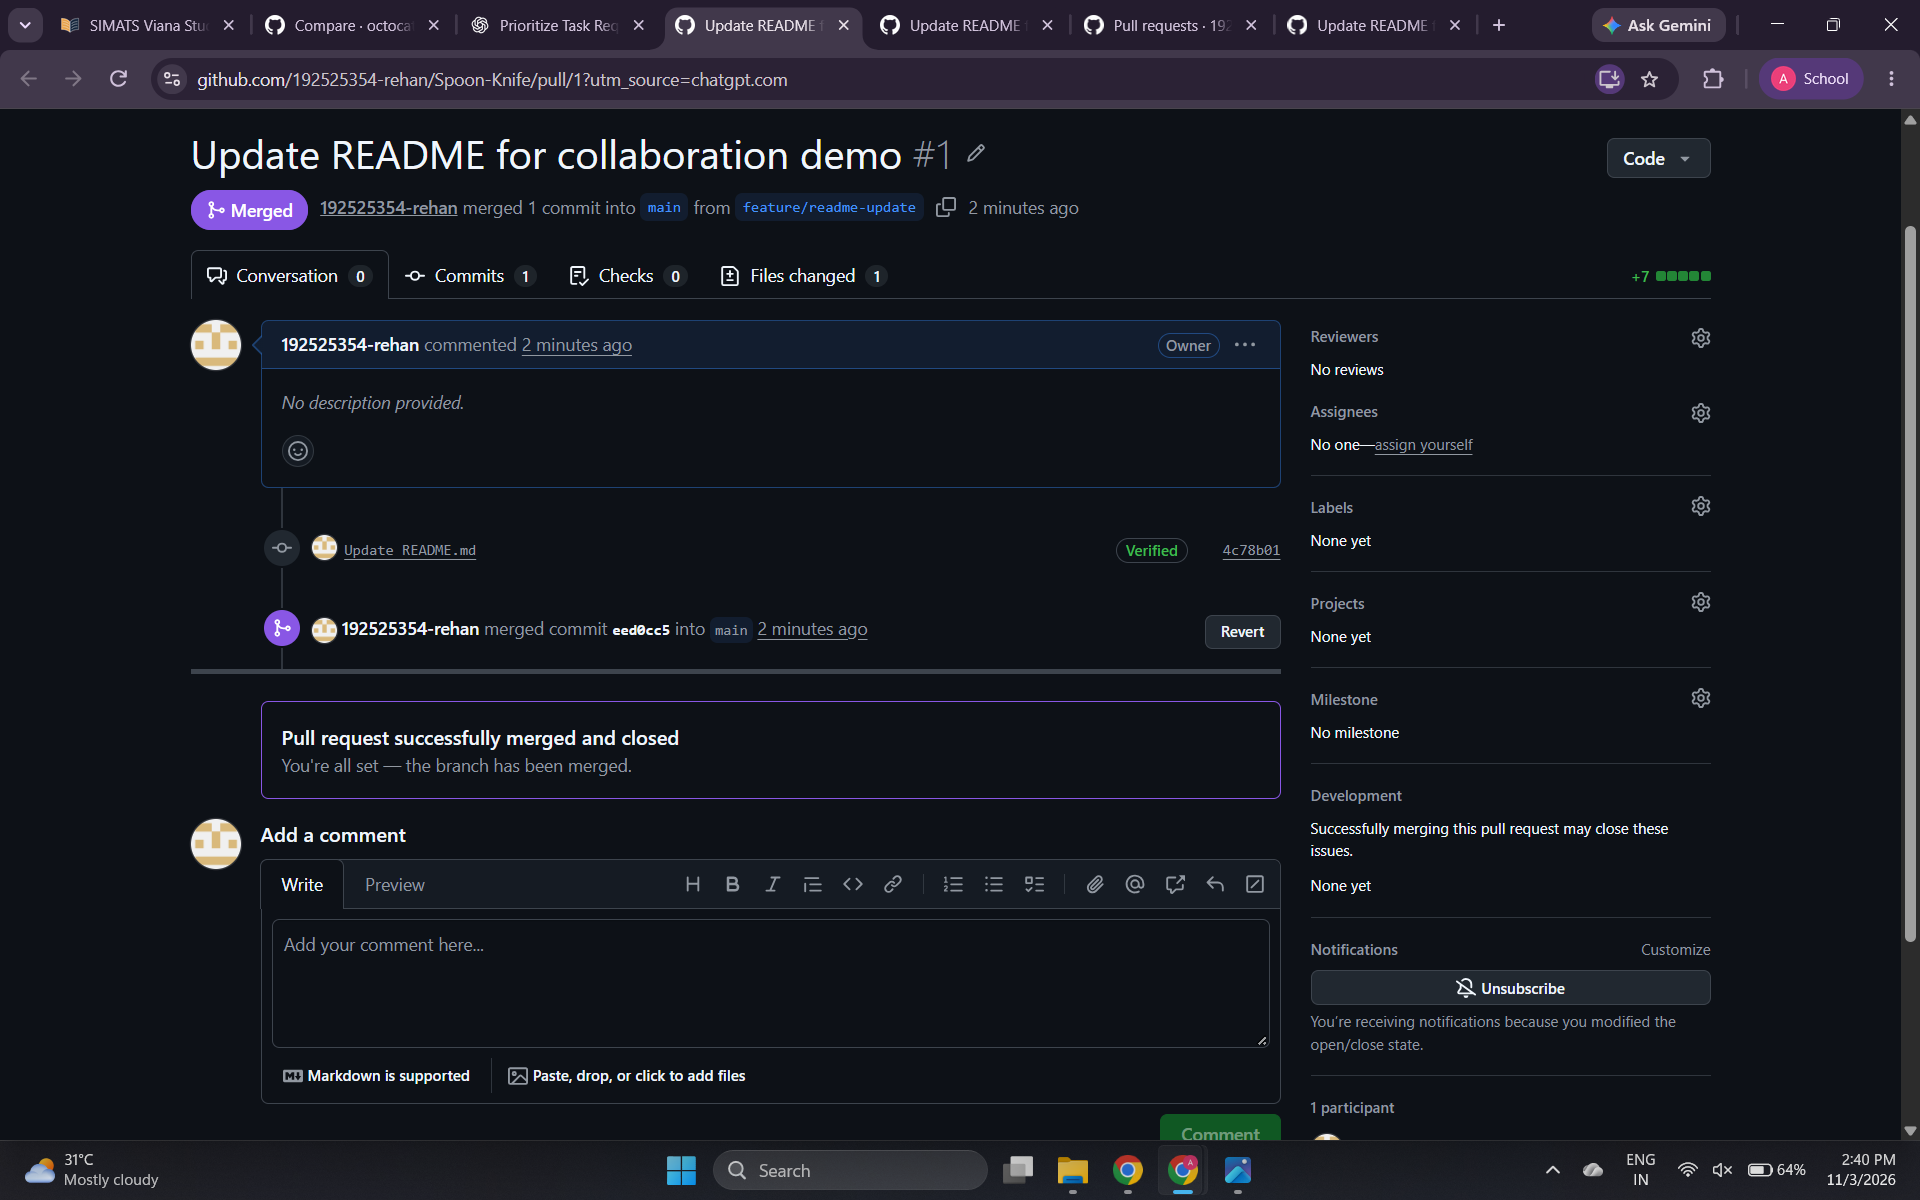 SIMATS Viana Stu
Compare · octoca
Prioritize Task Req
Update README f
Update README f
Pull requests · 192
Update README f
Ask Gemini
github.com/192525354-rehan/Spoon-Knife/pull/1?utm_source=chatgpt.com
A School
Update README for collaboration demo #1
Code
Merged 192525354-rehan merged 1 commit into main from feature/readme-update 2 minutes ago
Conversation 0 Commits 1 Checks 0 Files changed 1
+7
192525354-rehan commented 2 minutes ago
Owner
No description provided.
Update README.md
Verified
4c78b01
192525354-rehan merged commit eed0cc5 into main 2 minutes ago
Revert
Pull request successfully merged and closed
You're all set — the branch has been merged.
Add a comment
Write
Preview
Add your comment here...
Markdown is supported
Paste, drop, or click to add files
Comment
Reviewers
No reviews
Assignees
No one—assign yourself
Labels
None yet
Projects
None yet
Milestone
No milestone
Development
Successfully merging this pull request may close these
issues.
None yet
Notifications
Customize
Unsubscribe
You're receiving notifications because you modified the
open/close state.
1 participant
31°C
Mostly cloudy
Search
ENG
IN
64%
2:40 PM
11/3/2026